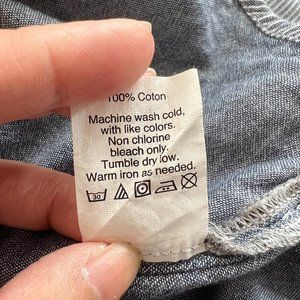 100% Coton
Machine wash cold,
with like colors.
Non chlorine
bleach only.
Tumble dry low.
Warm iron as needed.
30